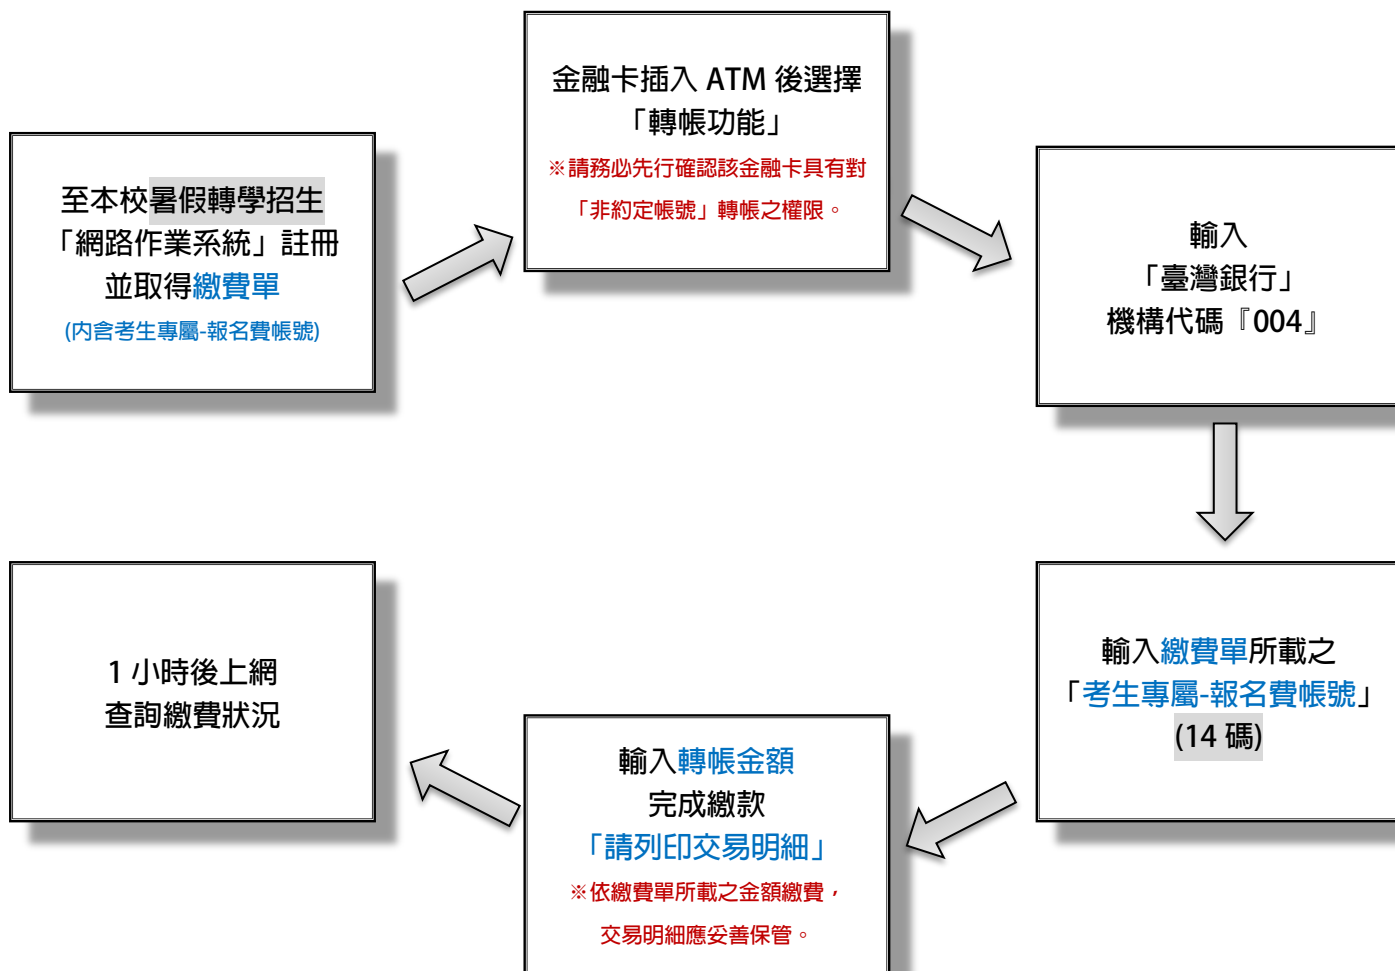 至本校暑假轉學招生
「網路作業系統」註冊
並取得繳費單
(內含考生專屬-報名費帳號)
金融卡插入 ATM 後選擇
「轉帳功能」
※請務必先行確認該金融卡具有對
「非約定帳號」轉帳之權限。
輸入
「臺灣銀行」
機構代碼『004』
輸入繳費單所載之
「考生專屬-報名費帳號」
(14 碼)
輸入轉帳金額
完成繳款
「請列印交易明細」
※依繳費單所載之金額繳費，
交易明細應妥善保管。
1 小時後上網
查詢繳費狀況